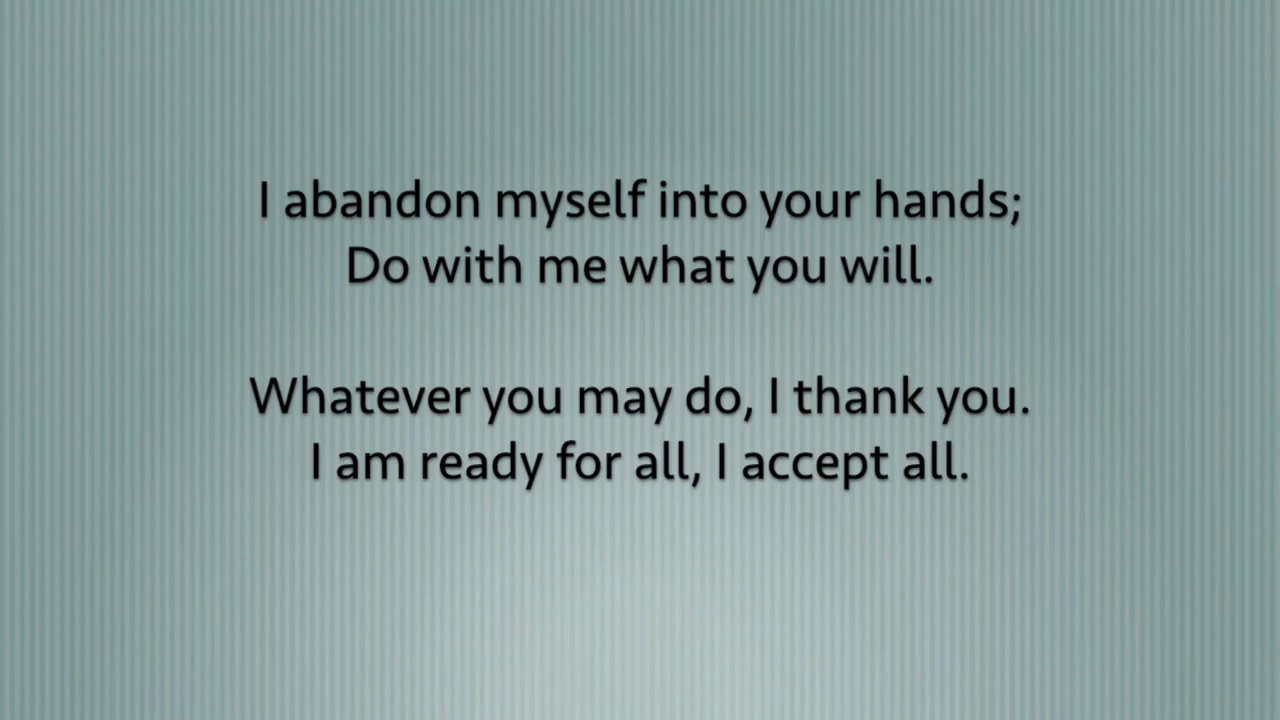 I abandon myself into your hands;
Do with me what you will.
Whatever you may do, I thank you.
I am ready for all, I accept all.